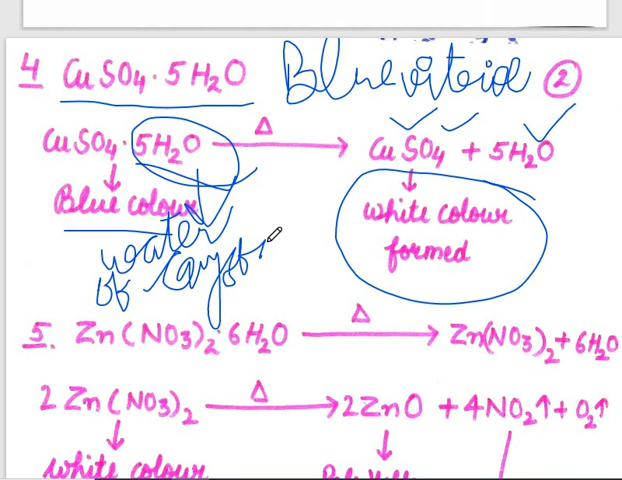 4 CuSO4·5H2O Blue vitriol 2
CuSO4·5H2O Δ → CuSO4 + 5H2O
↓ ↓
Blue colour white colour
formed
water
of Cryst
5. Zn(NO3)2·6H2O Δ → Zn(NO3)2 + 6H2O
2Zn(NO3)2 Δ → 2ZnO + 4NO2↑ + O2↑
↓ ↓
white colour